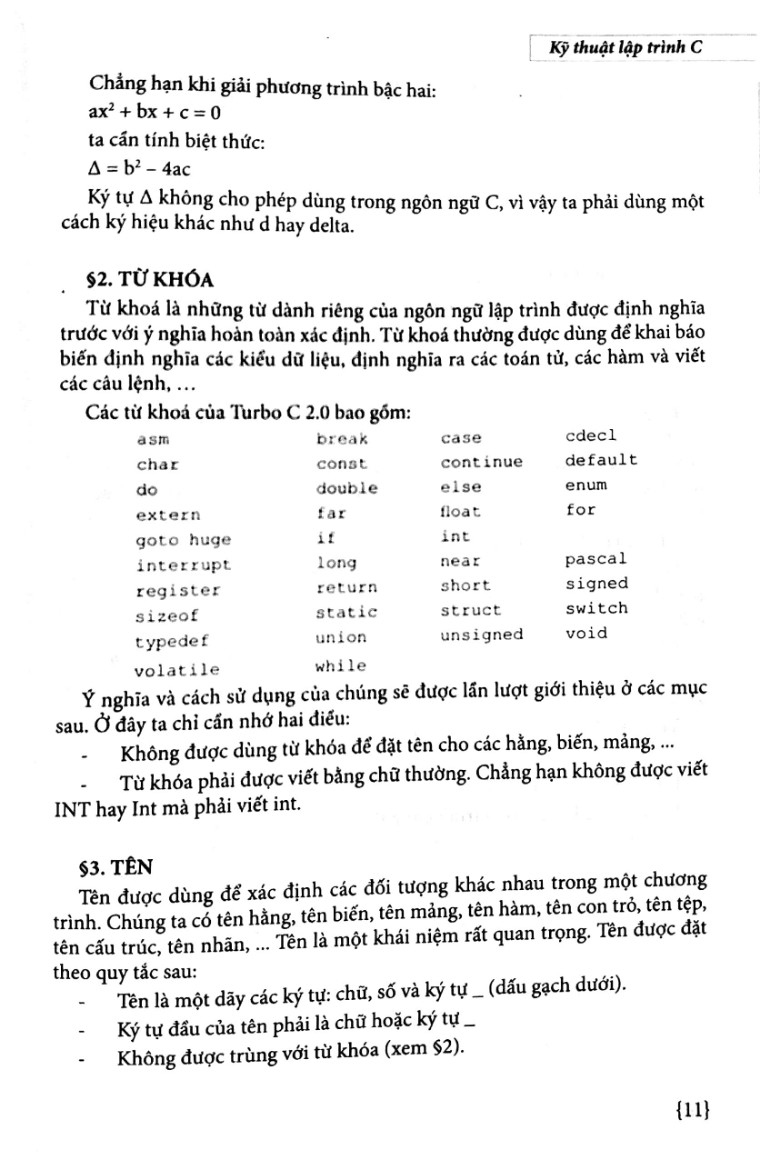 Kỹ thuật lập trình C
Chẳng hạn khi giải phương trình bậc hai:
ax² + bx + c = 0
ta cần tính biệt thức:
Δ = b² – 4ac
Ký tự Δ không cho phép dùng trong ngôn ngữ C, vì vậy ta phải dùng một
cách ký hiệu khác như d hay delta.
§2. TỪ KHÓA
Từ khoá là những từ dành riêng của ngôn ngữ lập trình được định nghĩa
trước với ý nghĩa hoàn toàn xác định. Từ khoá thường được dùng để khai báo
biến định nghĩa các kiểu dữ liệu, định nghĩa ra các toán tử, các hàm và viết
các câu lệnh, ...
Các từ khoá của Turbo C 2.0 bao gồm:
asm break case cdecl
char const continue default
do double else enum
extern far float for
goto huge if int
interrupt long near pascal
register return short signed
sizeof static struct switch
typedef union unsigned void
volatile while
Ý nghĩa và cách sử dụng của chúng sẽ được lần lượt giới thiệu ở các mục
sau. Ở đây ta chỉ cần nhớ hai điều:
- Không được dùng từ khóa để đặt tên cho các hằng, biến, mảng, ...
- Từ khóa phải được viết bằng chữ thường. Chẳng hạn không được viết
INT hay Int mà phải viết int.
§3. TÊN
Tên được dùng để xác định các đối tượng khác nhau trong một chương
trình. Chúng ta có tên hằng, tên biến, tên mảng, tên hàm, tên con trỏ, tên tệp,
tên cấu trúc, tên nhãn, ... Tên là một khái niệm rất quan trọng. Tên được đặt
theo quy tắc sau:
- Tên là một dãy các ký tự: chữ, số và ký tự _ (dấu gạch dưới).
- Ký tự đầu của tên phải là chữ hoặc ký tự _
- Không được trùng với từ khóa (xem §2).
{11}